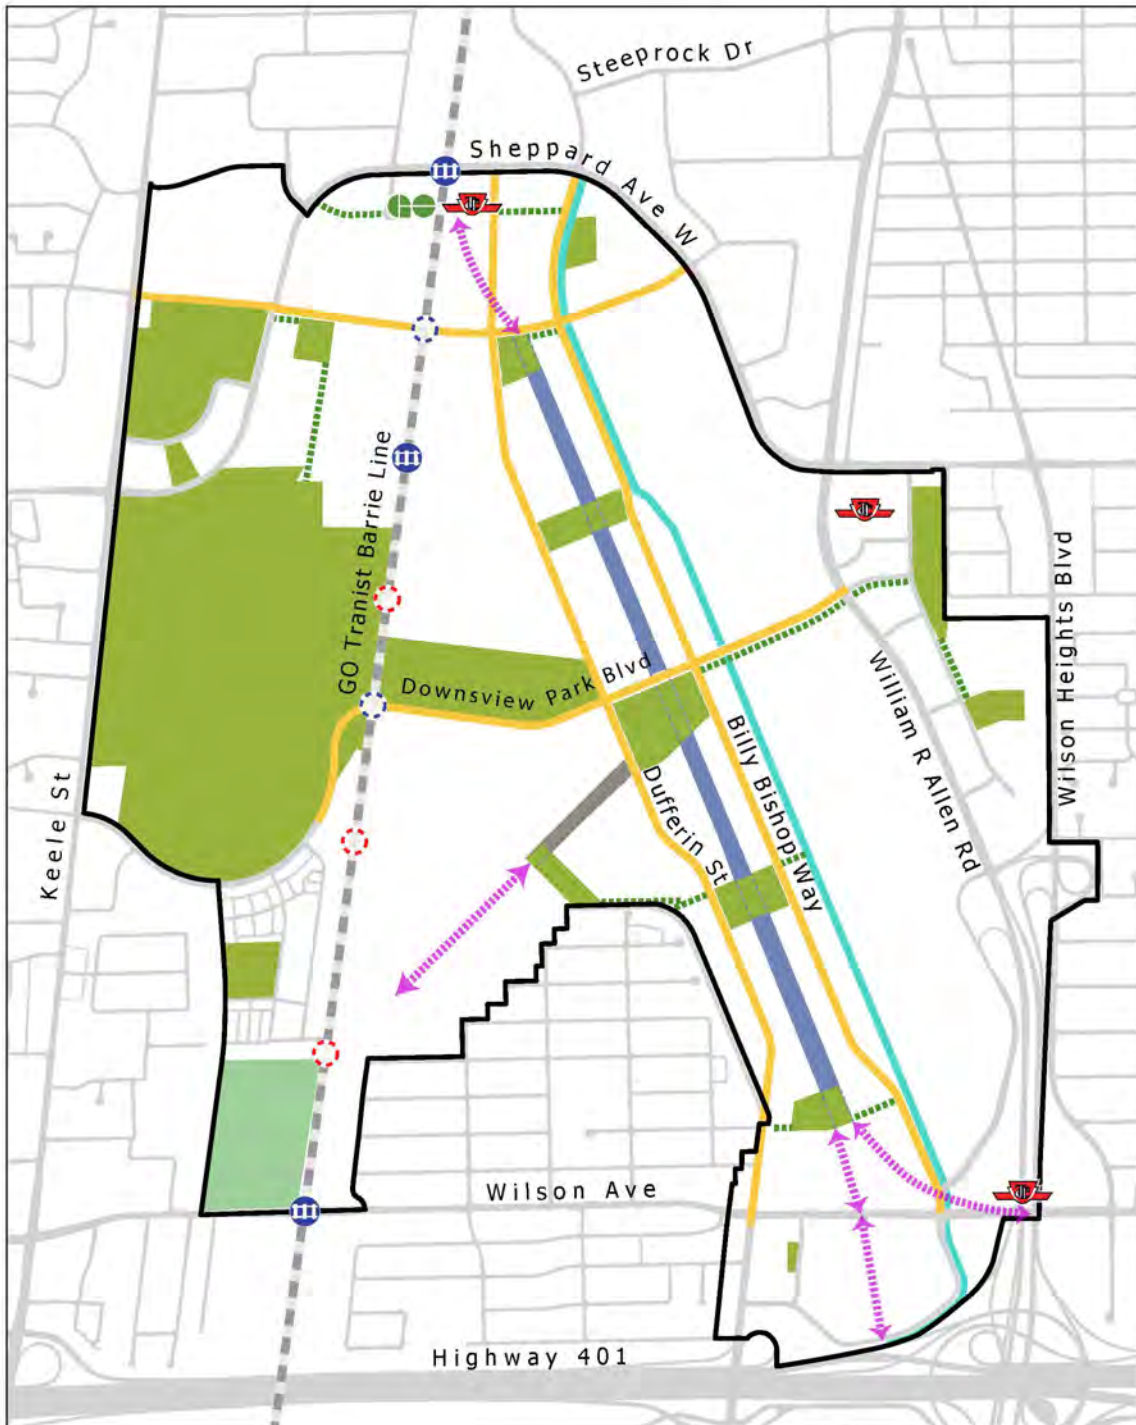 Steeprock Dr
Sheppard Ave W
GO Tranist Barrie Line
Wilson Heights Blvd
Downsview Park Blvd
William R Allen Rd
Billy Bishop Way
Dufferin St
Keele St
Wilson Ave
Highway 401